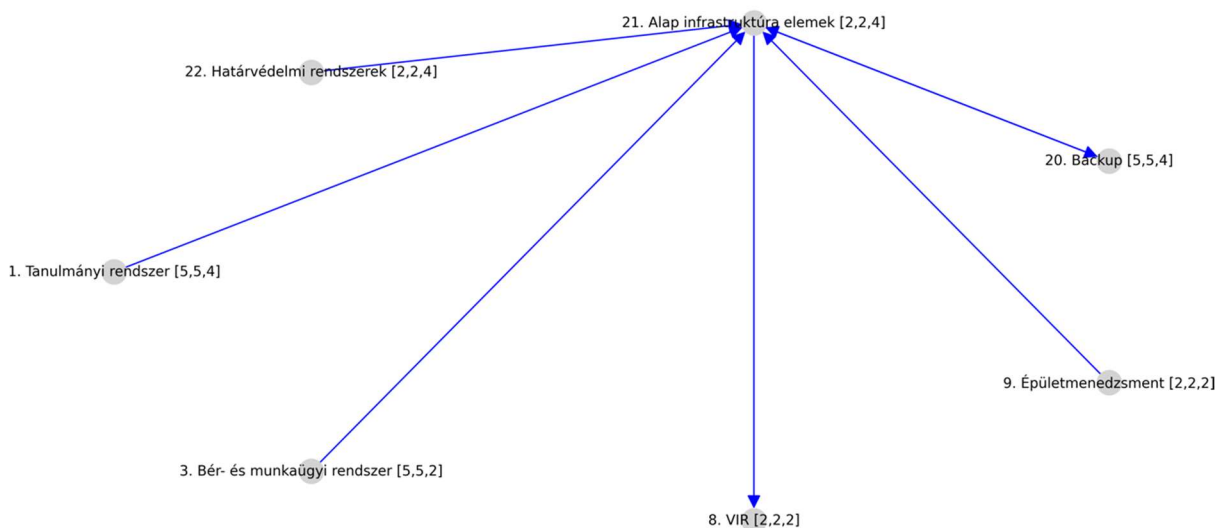 21. Alap infrastruktúra elemek [2,2,4]
22. Határvédelmi rendszerek [2,2,4]
20. Backup [5,5,4]
1. Tanulmányi rendszer [5,5,4]
9. Épületmenedzsment [2,2,2]
3. Bér- és munkaügyi rendszer [5,5,2]
8. VIR [2,2,2]